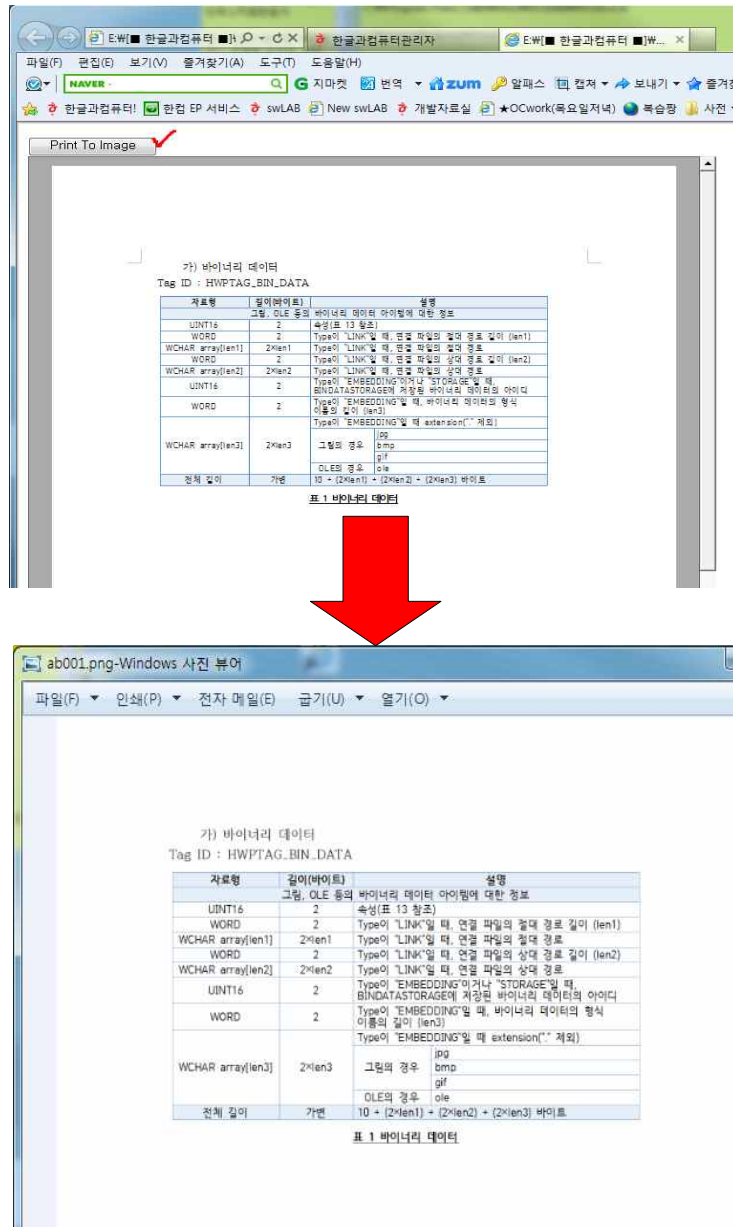 E:₩[■ 한글과컴퓨터 ■]₩
한글과컴퓨터관리자
E:₩[■ 한글과컴퓨터 ■]₩...
파일(F) 편집(E) 보기(V) 즐겨찾기(A) 도구(T) 도움말(H)
NAVER 지마켓 번역 zum 알패스 캡쳐 보내기 즐겨찾
한글과컴퓨터! 한컴 EP 서비스 swLAB New swLAB 개발자료실 ★OCwork(목요일저녁) 복습짱 사전
Print To Image
가) 바이너리 데이터
Tag ID : HWPTAG_BIN_DATA
자료형 길이(바이트) 설명
그림, OLE 등의 바이너리 데이터 아이템에 대한 정보
UINT16 2 속성(표 13 참조)
WORD 2 Type이 "LINK"일 때, 연결 파일의 절대 경로 길이 (len1)
WCHAR array[len1] 2×len1 Type이 "LINK"일 때, 연결 파일의 절대 경로
WORD 2 Type이 "LINK"일 때, 연결 파일의 상대 경로 길이 (len2)
WCHAR array[len2] 2×len2 Type이 "LINK"일 때, 연결 파일의 상대 경로
UINT16 2 Type이 "EMBEDDING"이거나 "STORAGE"일 때,
BINDATASTORAGE에 저장된 바이너리 데이터의 아이디
WORD 2 Type이 "EMBEDDING"일 때, 바이너리 데이터의 형식
이름의 길이 (len3)
Type이 "EMBEDDING"일 때 extension("." 제외)
WCHAR array[len3] 2×len3 그림의 경우 jpg
bmp
gif
OLE의 경우 ole
전체 길이 가변 10 + (2×len1) + (2×len2) + (2×len3) 바이트
표 1 바이너리 데이터
ab001.png-Windows 사진 뷰어
파일(F) 인쇄(P) 전자 메일(E) 굽기(U) 열기(O)
가) 바이너리 데이터
Tag ID : HWPTAG_BIN_DATA
자료형 길이(바이트) 설명
그림, OLE 등의 바이너리 데이터 아이템에 대한 정보
UINT16 2 속성(표 13 참조)
WORD 2 Type이 "LINK"일 때, 연결 파일의 절대 경로 길이 (len1)
WCHAR array[len1] 2×len1 Type이 "LINK"일 때, 연결 파일의 절대 경로
WORD 2 Type이 "LINK"일 때, 연결 파일의 상대 경로 길이 (len2)
WCHAR array[len2] 2×len2 Type이 "LINK"일 때, 연결 파일의 상대 경로
UINT16 2 Type이 "EMBEDDING"이거나 "STORAGE"일 때,
BINDATASTORAGE에 저장된 바이너리 데이터의 아이디
WORD 2 Type이 "EMBEDDING"일 때, 바이너리 데이터의 형식
이름의 길이 (len3)
Type이 "EMBEDDING"일 때 extension("." 제외)
WCHAR array[len3] 2×len3 그림의 경우 jpg
bmp
gif
OLE의 경우 ole
전체 길이 가변 10 + (2×len1) + (2×len2) + (2×len3) 바이트
표 1 바이너리 데이터